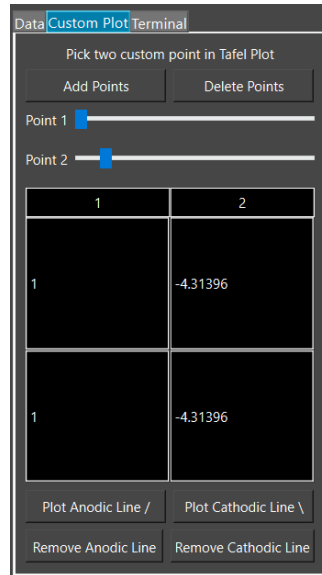 Data Custom Plot Terminal
Pick two custom point in Tafel Plot
Add Points Delete Points
Point 1
Point 2
1 2
1 -4.31396
1 -4.31396
Plot Anodic Line / Plot Cathodic Line \
Remove Anodic Line Remove Cathodic Line